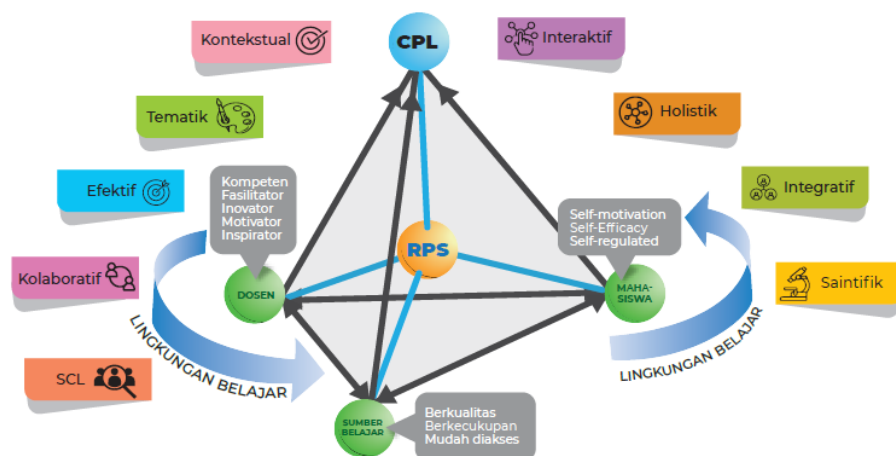 Kontekstual
CPL
Interaktif
Tematik
Holistik
Efektif
Kompeten
Fasilitator
Inovator
Motivator
Inspirator
Self-motivation
Self-Efficacy
Self-regulated
Integratif
RPS
Kolaboratif
DOSEN
MAHA-
SISWA
Saintifik
LINGKUNGAN BELAJAR
LINGKUNGAN BELAJAR
SCL
SUMBER
BELAJAR
Berkualitas
Berkecukupan
Mudah diakses